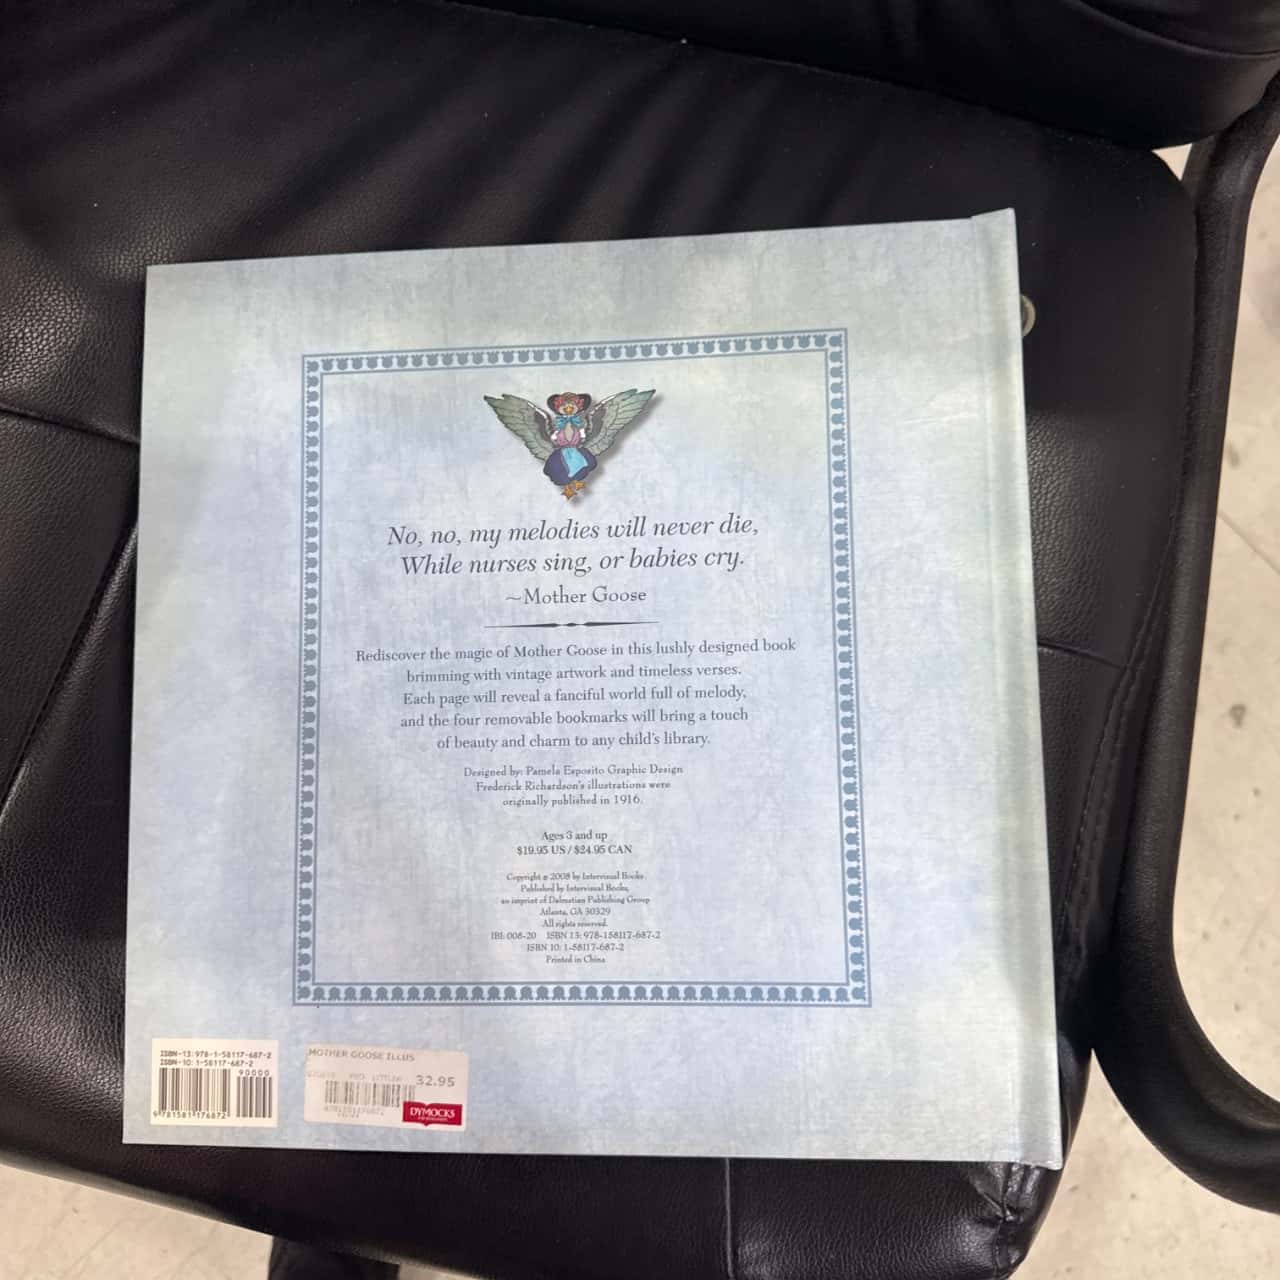 No, no, my melodies will never die,
While nurses sing, or babies cry.
~Mother Goose
Rediscover the magic of Mother Goose in this lushly designed book
brimming with vintage artwork and timeless verses.
Each page will reveal a fanciful world full of melody,
and the four removable bookmarks will bring a touch
of beauty and charm to any child's library.
Designed by: Pamela Esposito Graphic Design
Frederick Richardson's illustrations were
originally published in 1916.
Ages 3 and up
$19.95 US / $24.95 CAN
Copyright © 2008 by Intervisual Books
Published by Intervisual Books,
an imprint of Dalmatian Publishing Group
Atlanta, GA 30329
All rights reserved.
IBI: 008-20 ISBN 13: 978-158117-687-2
ISBN 10: 1-58117-687-2
Printed in China
ISBN-13: 978-1-58117-687-2
ISBN-10: 1-58117-687-2
90000
9 781581 176872
MOTHER GOOSE ILLUS
32.95
DYMOCKS